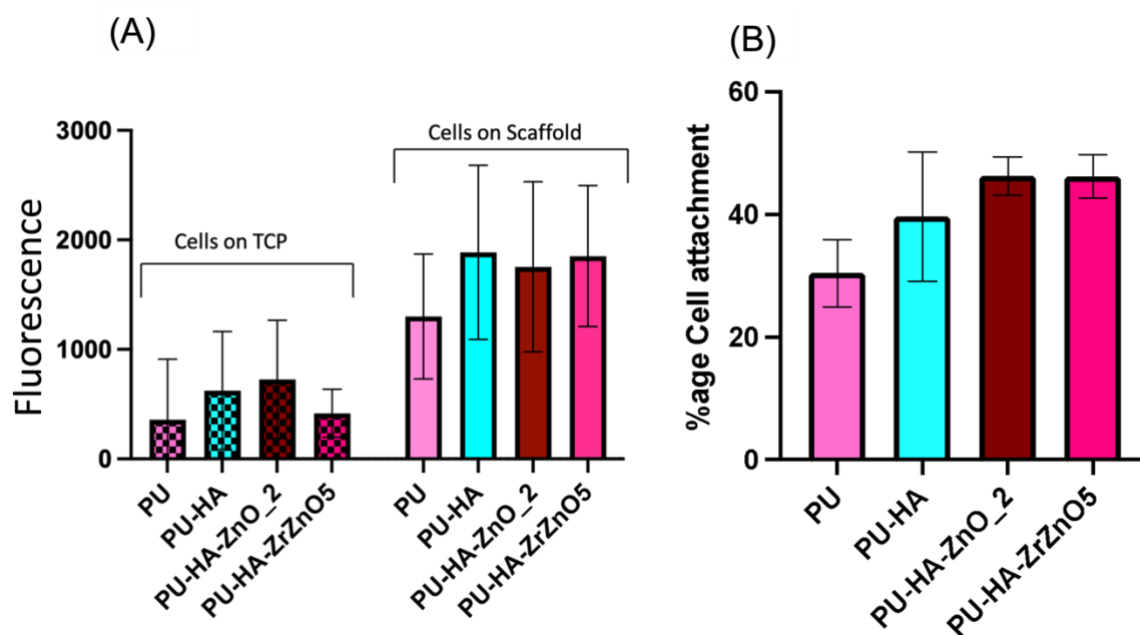 (A)
Fluorescence
3000
2000
1000
0
Cells on TCP
Cells on Scaffold
PU
PU-HA
PU-HA-ZnO_2
PU-HA-ZrZnO5
PU
PU-HA
PU-HA-ZnO_2
PU-HA-ZrZnO5
(B)
%age Cell attachment
60
40
20
0
PU
PU-HA
PU-HA-ZnO_2
PU-HA-ZrZnO5